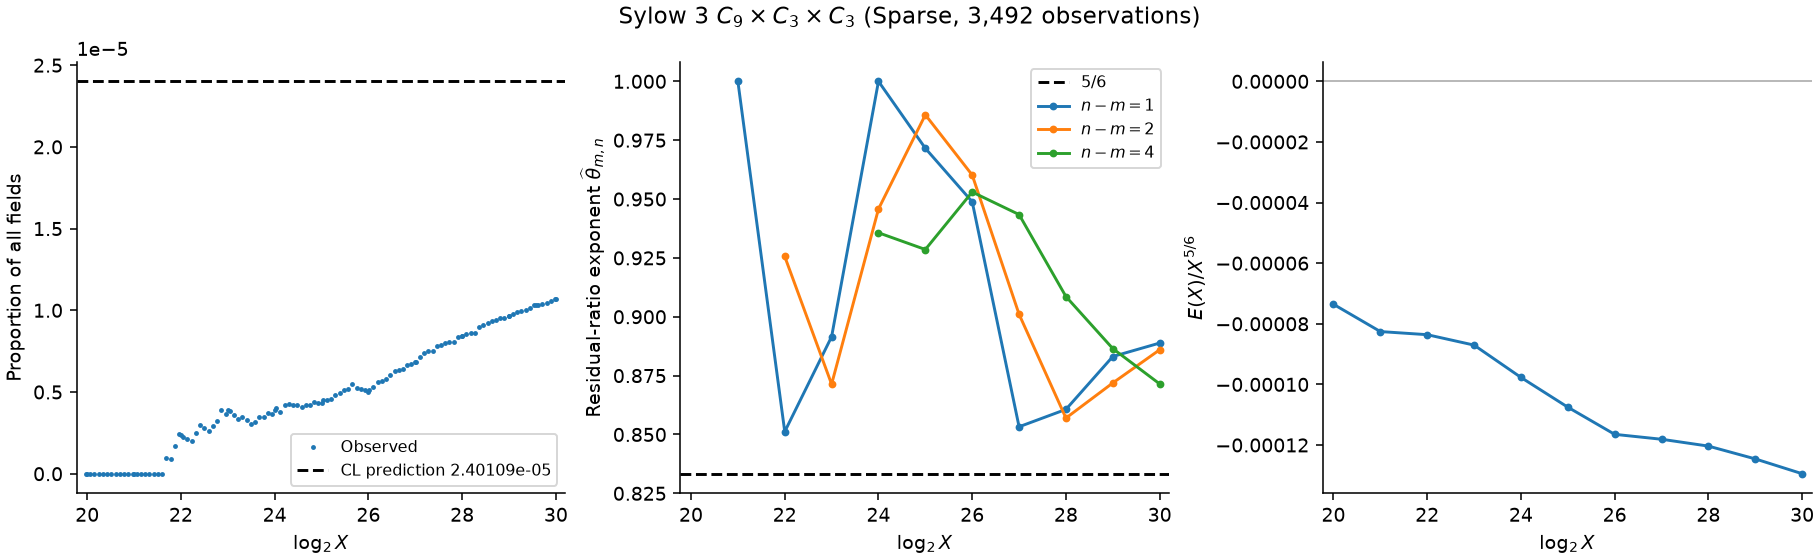 Sylow 3 C₉ × C₃ × C₃ (Sparse, 3,492 observations)
1e−5
Proportion of all fields
2.5
2.0
1.5
1.0
0.5
0.0
Observed
CL prediction 2.40109e-05
20 22 24 26 28 30
log₂ X
Residual-ratio exponent θ̂ₘ,ₙ
1.000
0.975
0.950
0.925
0.900
0.875
0.850
0.825
5/6
n − m = 1
n − m = 2
n − m = 4
20 22 24 26 28 30
log₂ X
E(X)/X^{5/6}
0.00000
−0.00002
−0.00004
−0.00006
−0.00008
−0.00010
−0.00012
20 22 24 26 28 30
log₂ X